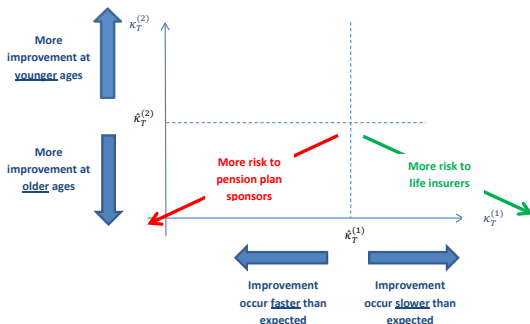 More
improvement at
younger ages
κ_T^(2)
κ̂_T^(2)
More
improvement at
older ages
More risk to
pension plan
sponsors
More risk to
life insurers
κ_T^(1)
κ̂_T^(1)
Improvement
occur faster than
expected
Improvement
occur slower than
expected